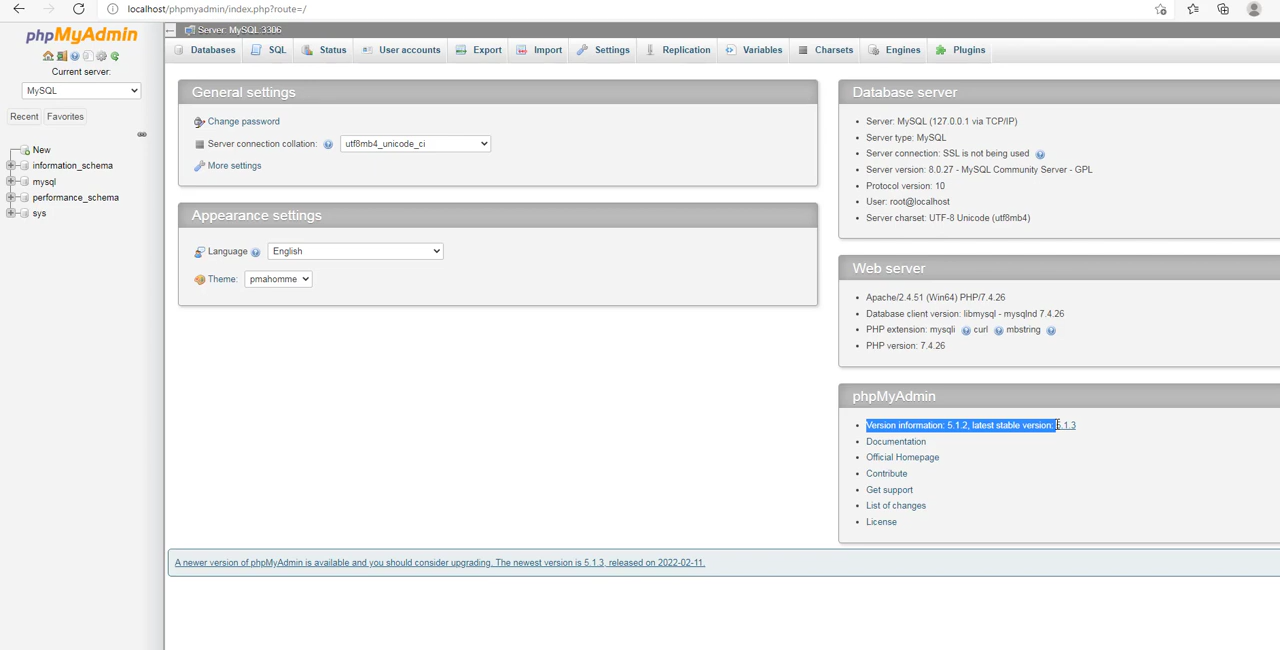 localhost/phpmyadmin/index.php?route=/
phpMyAdmin
Current server:
MySQL
Recent Favorites
New
information_schema
mysql
performance_schema
sys
Server: MySQL:3306
Databases SQL Status User accounts Export Import Settings Replication Variables Charsets Engines Plugins
General settings
Change password
Server connection collation: utf8mb4_unicode_ci
More settings
Appearance settings
Language English
Theme: pmahomme
Database server
Server: MySQL (127.0.0.1 via TCP/IP)
Server type: MySQL
Server connection: SSL is not being used
Server version: 8.0.27 - MySQL Community Server - GPL
Protocol version: 10
User: root@localhost
Server charset: UTF-8 Unicode (utf8mb4)
Web server
Apache/2.4.51 (Win64) PHP/7.4.26
Database client version: libmysql - mysqlnd 7.4.26
PHP extension: mysqli curl mbstring
PHP version: 7.4.26
phpMyAdmin
Version information: 5.1.2, latest stable version: 5.1.3
Documentation
Official Homepage
Contribute
Get support
List of changes
License
A newer version of phpMyAdmin is available and you should consider upgrading. The newest version is 5.1.3, released on 2022-02-11.